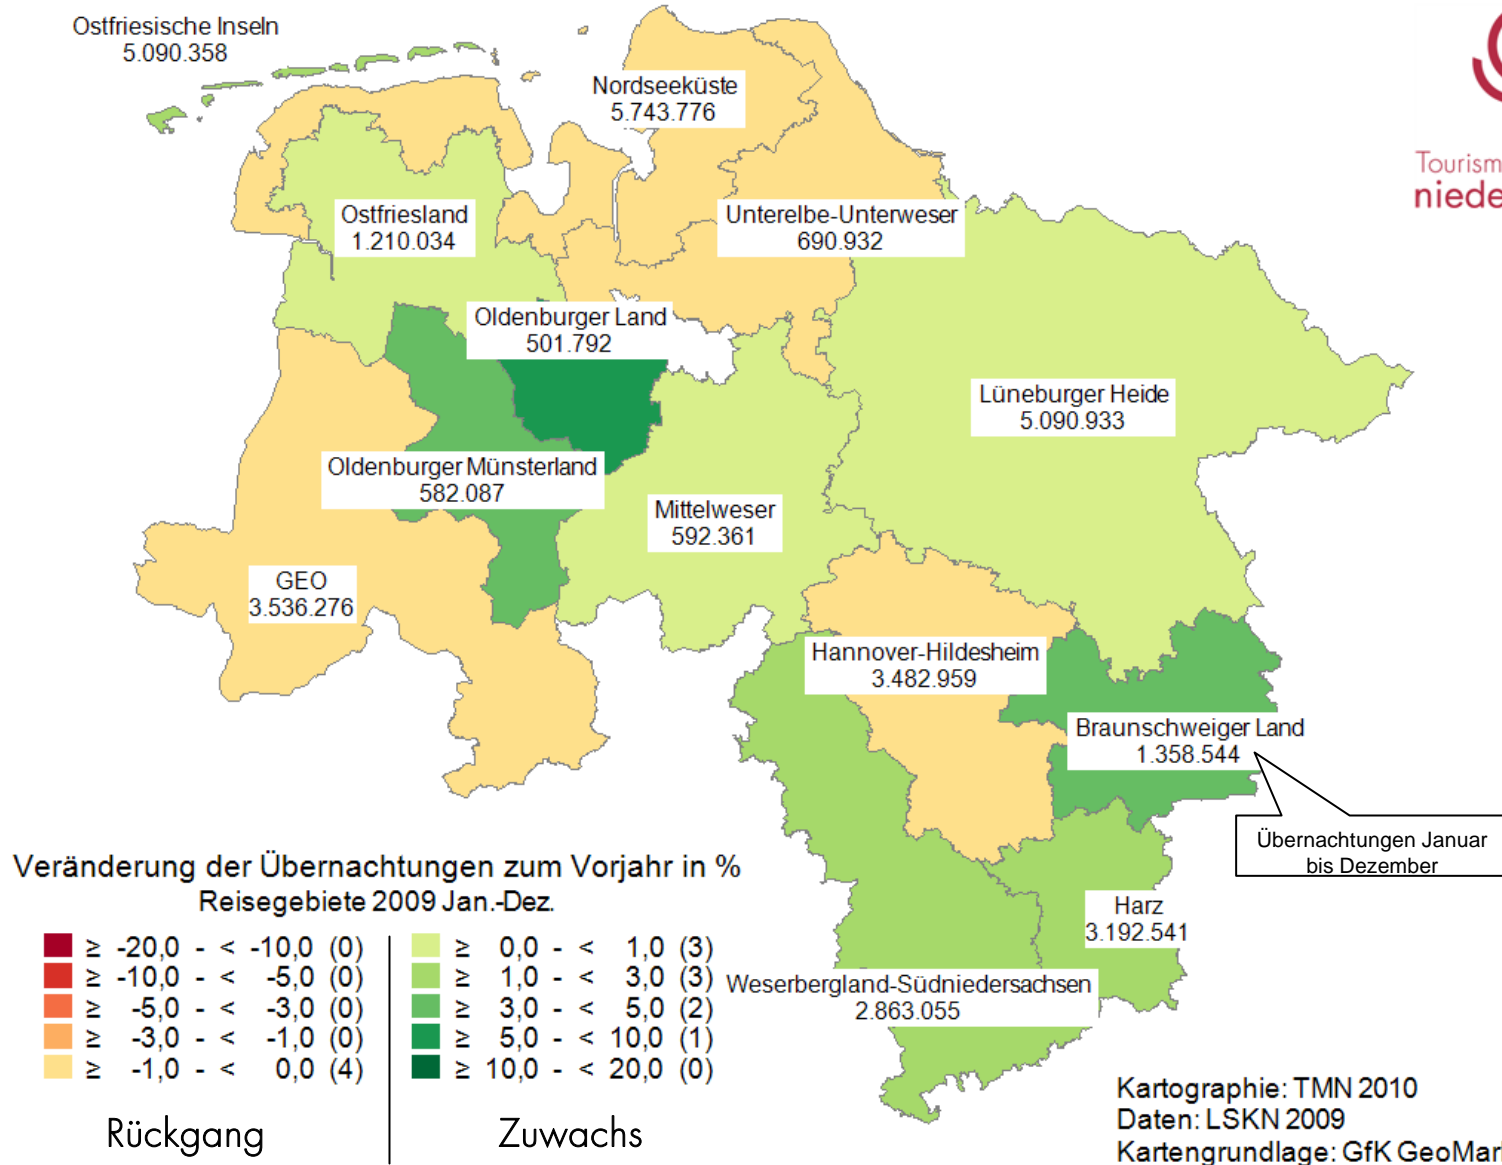 Ostfriesische Inseln
5.090.358
Nordseeküste
5.743.776
Tourism
niede
Ostfriesland
1.210.034
Unterelbe-Unterweser
690.932
Oldenburger Land
501.792
Lüneburger Heide
5.090.933
Oldenburger Münsterland
582.087
Mittelweser
592.361
GEO
3.536.276
Hannover-Hildesheim
3.482.959
Braunschweiger Land
1.358.544
Übernachtungen Januar
bis Dezember
Harz
3.192.541
Weserbergland-Südniedersachsen
2.863.055
Veränderung der Übernachtungen zum Vorjahr in %
Reisegebiete 2009 Jan.-Dez.
≥ -20,0 - < -10,0 (0)
≥ -10,0 - < -5,0 (0)
≥ -5,0 - < -3,0 (0)
≥ -3,0 - < -1,0 (0)
≥ -1,0 - < 0,0 (4)
Rückgang
≥ 0,0 - < 1,0 (3)
≥ 1,0 - < 3,0 (3)
≥ 3,0 - < 5,0 (2)
≥ 5,0 - < 10,0 (1)
≥ 10,0 - < 20,0 (0)
Zuwachs
Kartographie: TMN 2010
Daten: LSKN 2009
Kartengrundlage: GfK GeoMar